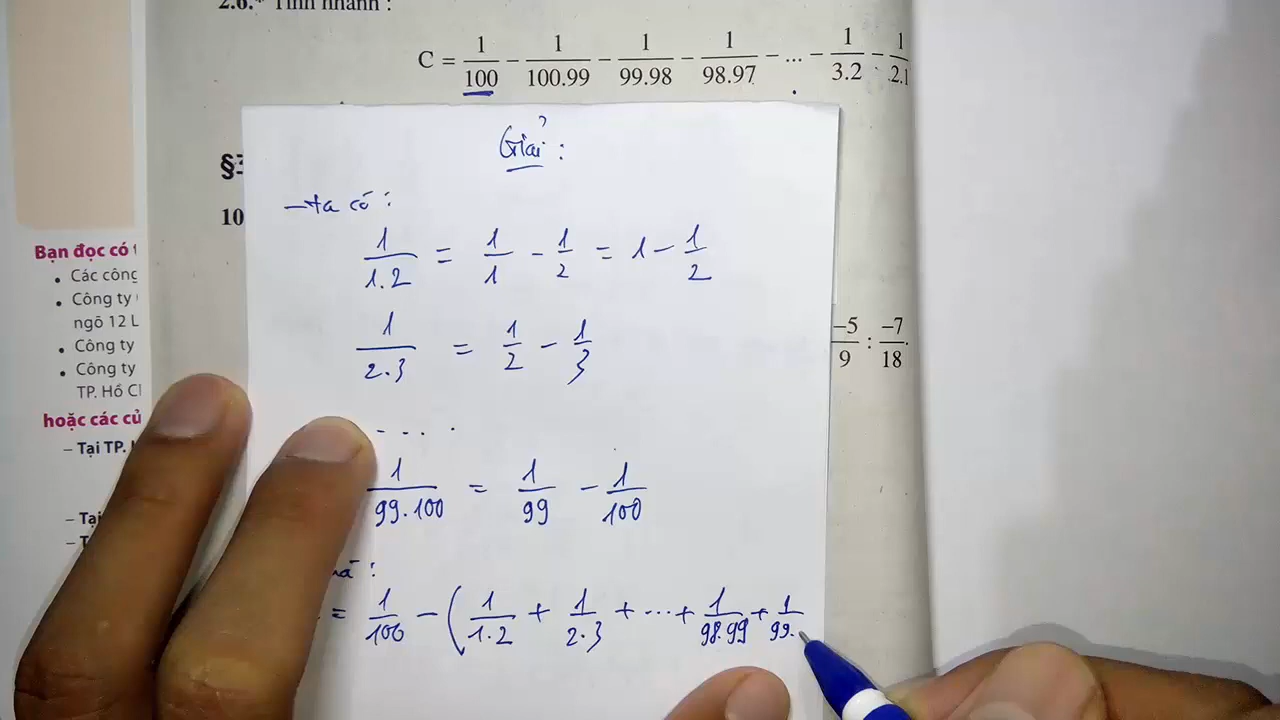 2.6.* Tính nhanh :
C = 1/100 - 1/100.99 - 1/99.98 - 1/98.97 - ... - 1/3.2 - 1/2.1
Giải :
§3
- ta có :
10
1/1.2 = 1/1 - 1/2 = 1 - 1/2
1/2.3 = 1/2 - 1/3
....
1/99.100 = 1/99 - 1/100
:
= 1/100 - ( 1/1.2 + 1/2.3 + ... + 1/98.99 + 1/99.
-5/9 : -7/18.
Bạn đọc có
• Các công
• Công ty
ngõ 12 L
• Công ty
• Công ty
TP. Hồ C
hoặc các
– Tại TP.
– Tại